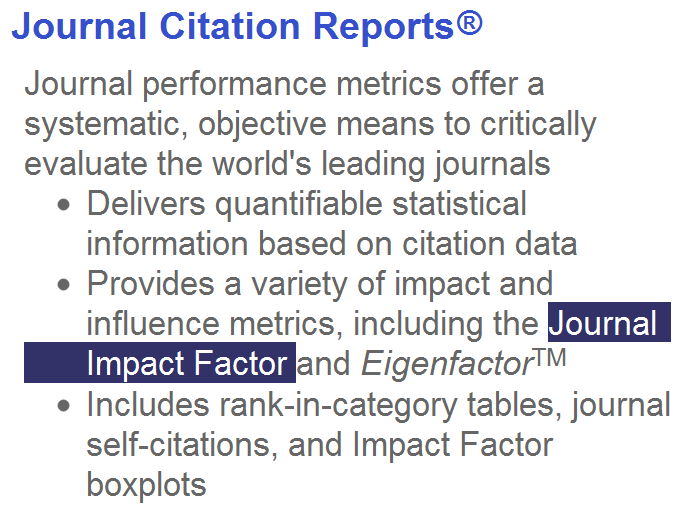 Journal Citation Reports®
Journal performance metrics offer a
systematic, objective means to critically
evaluate the world's leading journals
• Delivers quantifiable statistical
information based on citation data
• Provides a variety of impact and
influence metrics, including the Journal
Impact Factor and Eigenfactor™
• Includes rank-in-category tables, journal
self-citations, and Impact Factor
boxplots